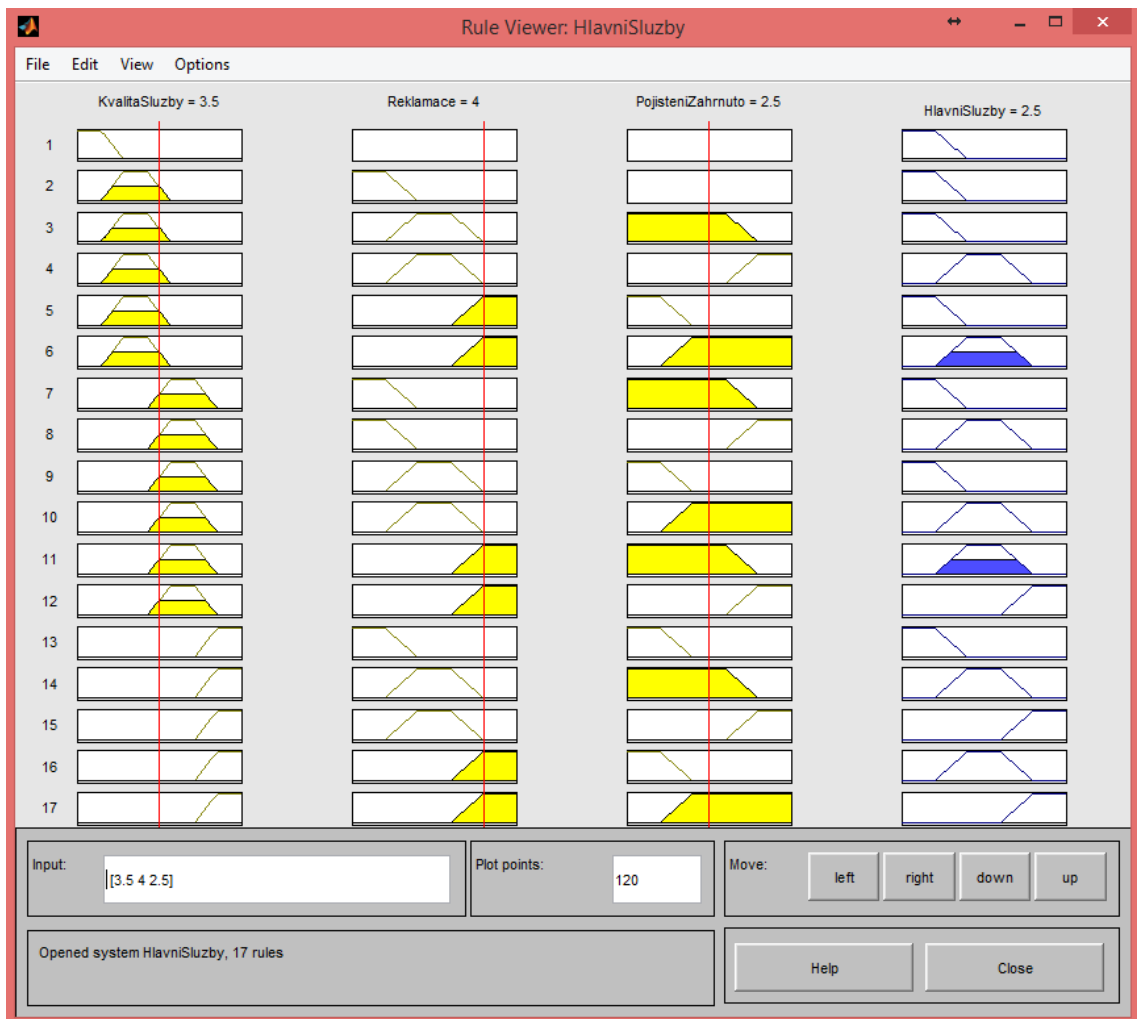 Rule Viewer: HlavniSluzby
File Edit View Options
KvalitaSluzby = 3.5
Reklamace = 4
PojisteniZahrnuto = 2.5
HlavniSluzby = 2.5
1
2
3
4
5
6
7
8
9
10
11
12
13
14
15
16
17
Input:
[3.5 4 2.5]
Plot points:
120
Move:
left
right
down
up
Opened system HlavniSluzby, 17 rules
Help
Close